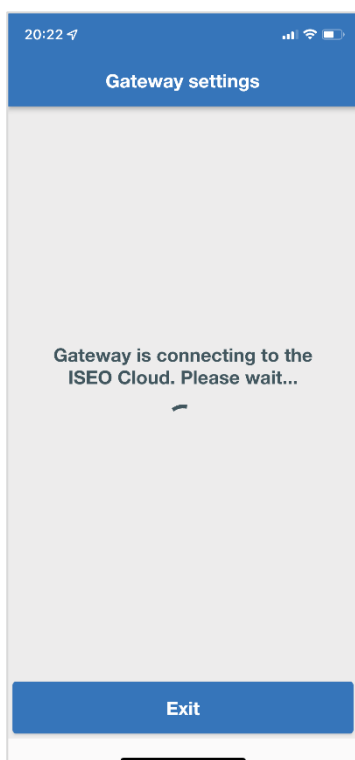 20:22
Gateway settings
Gateway is connecting to the
ISEO Cloud. Please wait...
Exit